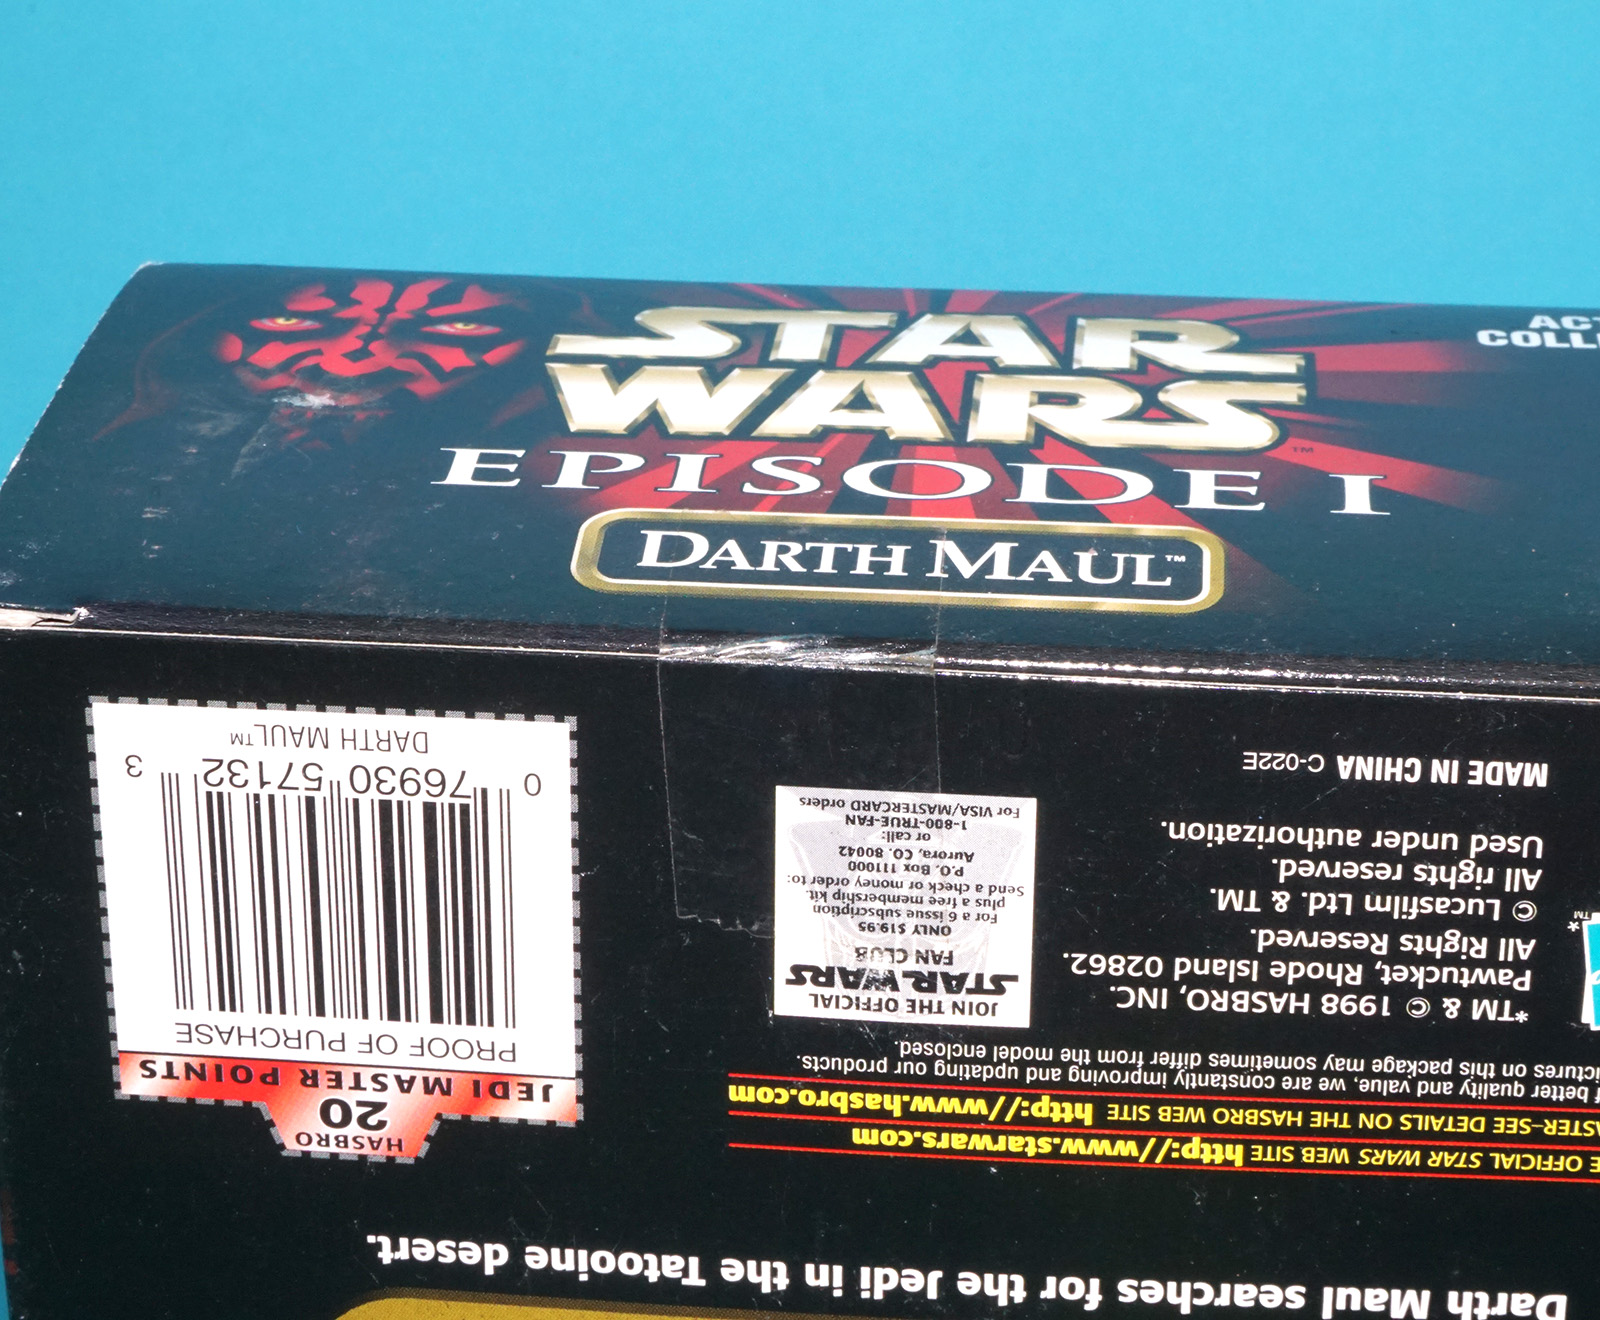 STAR
WARS™
EPISODE I
DARTH MAUL™
Darth Maul searches for the Jedi in the Tatooine desert.
OFFICIAL STAR WARS WEB SITE http://www.starwars.com
SEE DETAILS ON THE HASBRO WEB SITE http://www.hasbro.com
better quality and value, we are constantly improving and updating our products.
on this package may sometimes differ from the model enclosed.
*TM & © 1998 HASBRO, INC.
Pawtucket, Rhode Island 02862.
All Rights Reserved.
© Lucasfilm Ltd. & TM.
All rights reserved.
Used under authorization.
MADE IN CHINA C-022E
JOIN THE OFFICIAL
STAR WARS
FAN CLUB
ONLY $19.95
For a 6 issue subscription
plus a free membership kit.
Send a check or money order to:
P.O. Box 111000
Aurora, CO. 80042
or call:
1-800-TRUE-FAN
For VISA/MASTERCARD orders
HASBRO
20
JEDI MASTER POINTS
PROOF OF PURCHASE
0 76930 57132 3
DARTH MAUL™